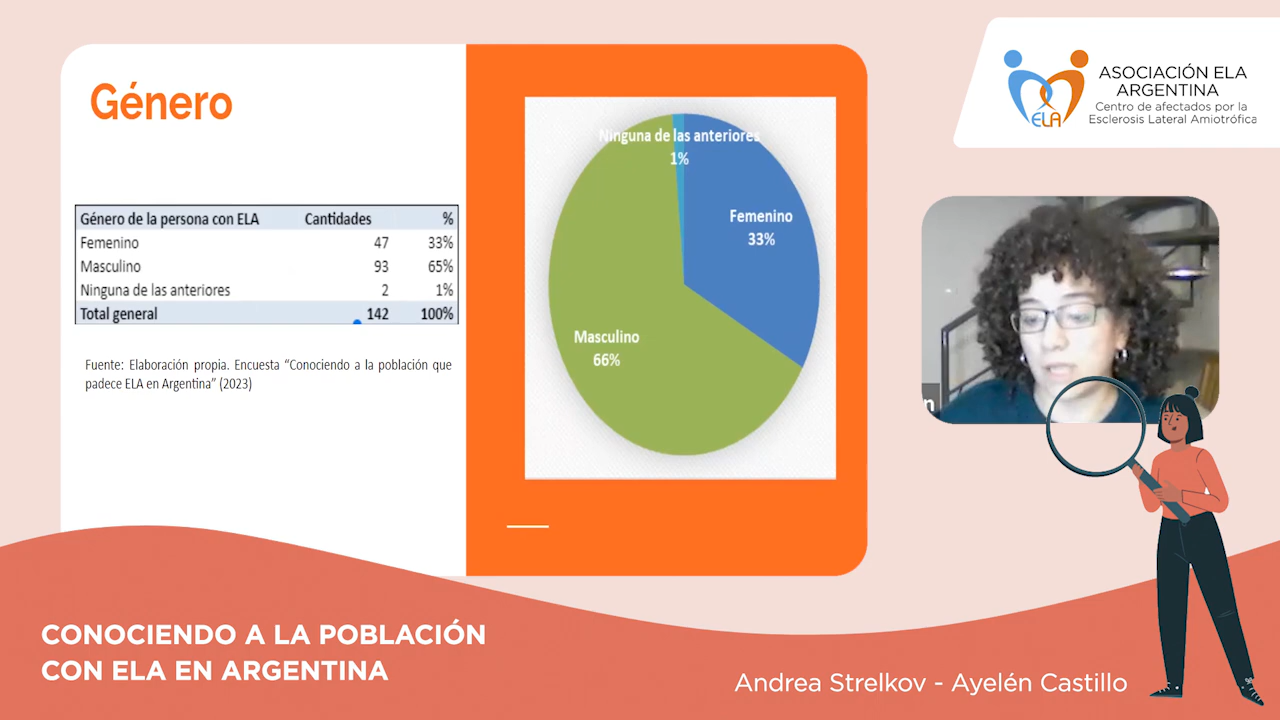 Género
Género de la persona con ELA Cantidades %
Femenino 47 33%
Masculino 93 65%
Ninguna de las anteriores 2 1%
Total general 142 100%
Fuente: Elaboración propia. Encuesta “Conociendo a la población que
padece ELA en Argentina” (2023)
Ninguna de las anteriores
1%
Femenino
33%
Masculino
66%
ELA
ASOCIACIÓN ELA
ARGENTINA
Centro de afectados por la
Esclerosis Lateral Amiotrófica
CONOCIENDO A LA POBLACIÓN
CON ELA EN ARGENTINA
Andrea Strelkov - Ayelén Castillo